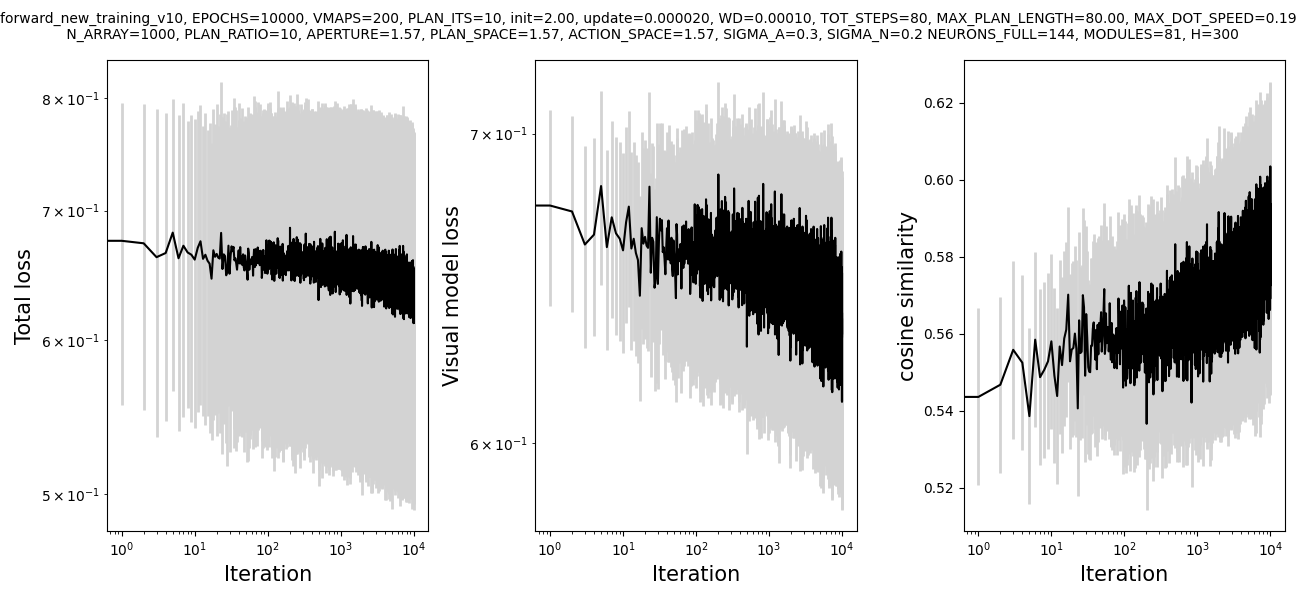 forward_new_training_v10, EPOCHS=10000, VMAPS=200, PLAN_ITS=10, init=2.00, update=0.000020, WD=0.00010, TOT_STEPS=80, MAX_PLAN_LENGTH=80.00, MAX_DOT_SPEED=0.19
N_ARRAY=1000, PLAN_RATIO=10, APERTURE=1.57, PLAN_SPACE=1.57, ACTION_SPACE=1.57, SIGMA_A=0.3, SIGMA_N=0.2 NEURONS_FULL=144, MODULES=81, H=300
Total loss
8 × 10⁻¹
7 × 10⁻¹
6 × 10⁻¹
5 × 10⁻¹
10⁰ 10¹ 10² 10³ 10⁴
Iteration
Visual model loss
7 × 10⁻¹
6 × 10⁻¹
10⁰ 10¹ 10² 10³ 10⁴
Iteration
cosine similarity
0.62
0.60
0.58
0.56
0.54
0.52
10⁰ 10¹ 10² 10³ 10⁴
Iteration